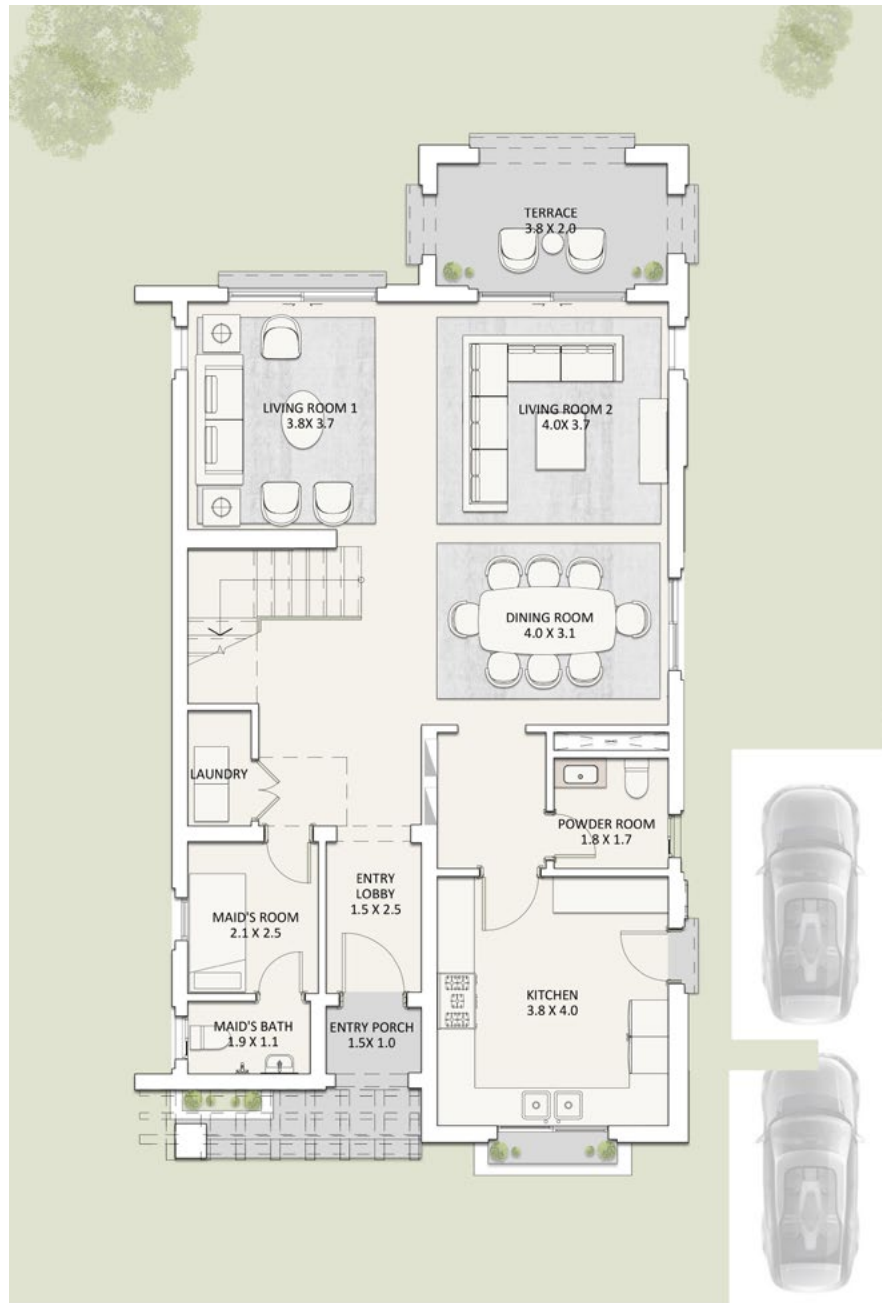 TERRACE
3.8 X 2.0
LIVING ROOM 1
3.8X 3.7
LIVING ROOM 2
4.0X 3.7
DINING ROOM
4.0 X 3.1
LAUNDRY
POWDER ROOM
1.8 X 1.7
ENTRY
LOBBY
1.5 X 2.5
MAID'S ROOM
2.1 X 2.5
KITCHEN
3.8 X 4.0
MAID'S BATH
1.9 X 1.1
ENTRY PORCH
1.5X 1.0